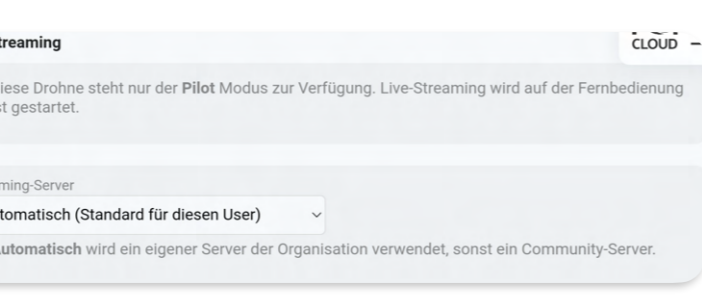 treaming
CLOUD
iese Drohne steht nur der Pilot Modus zur Verfügung. Live-Streaming wird auf der Fernbedienung
st gestartet.
ming-Server
tomatisch (Standard für diesen User)
utomatisch wird ein eigener Server der Organisation verwendet, sonst ein Community-Server.